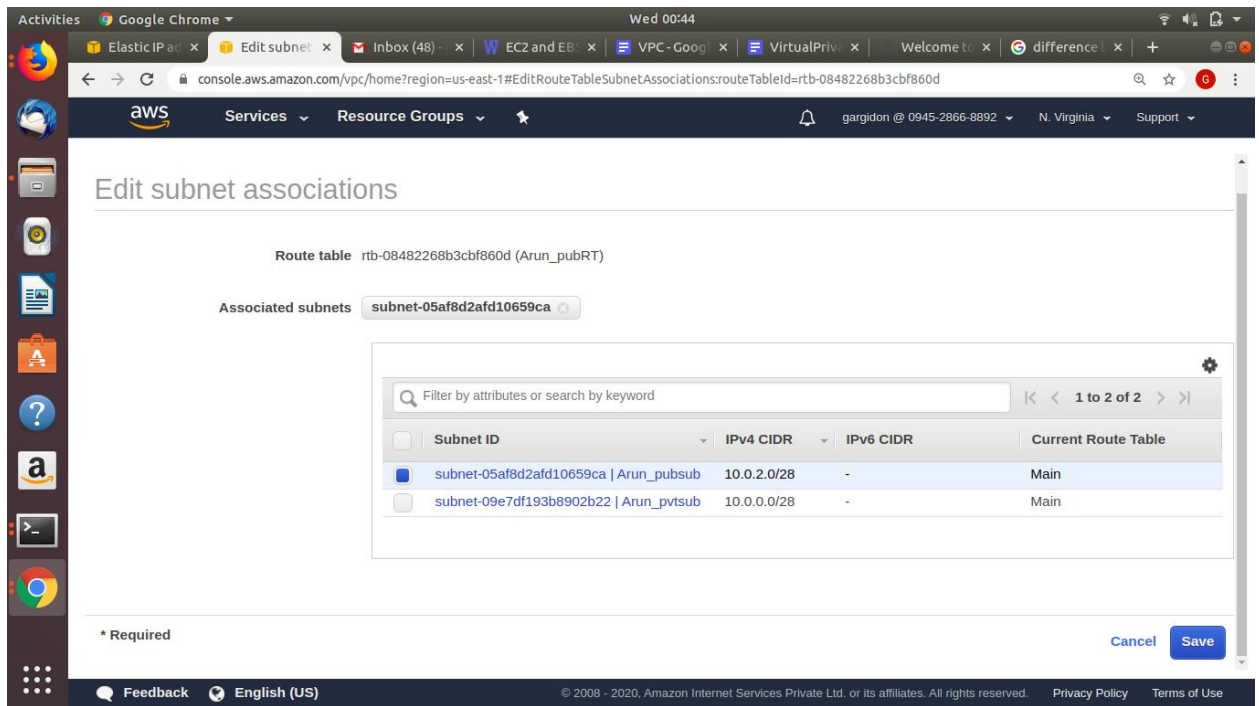 Activities Google Chrome Wed 00:44
Elastic IP ad Edit subnet Inbox (48) - EC2 and EBS VPC - Googl VirtualPriva Welcome to difference b
console.aws.amazon.com/vpc/home?region=us-east-1#EditRouteTableSubnetAssociations:routeTableId=rtb-08482268b3cbf860d G
aws Services Resource Groups gargidon @ 0945-2866-8892 N. Virginia Support
Edit subnet associations
Route table rtb-08482268b3cbf860d (Arun_pubRT)
Associated subnets subnet-05af8d2afd10659ca
Filter by attributes or search by keyword 1 to 2 of 2
Subnet ID IPv4 CIDR IPv6 CIDR Current Route Table
subnet-05af8d2afd10659ca | Arun_pubsub 10.0.2.0/28 - Main
subnet-09e7df193b8902b22 | Arun_pvtsub 10.0.0.0/28 - Main
* Required
Cancel Save
Feedback English (US) © 2008 - 2020, Amazon Internet Services Private Ltd. or its affiliates. All rights reserved. Privacy Policy Terms of Use